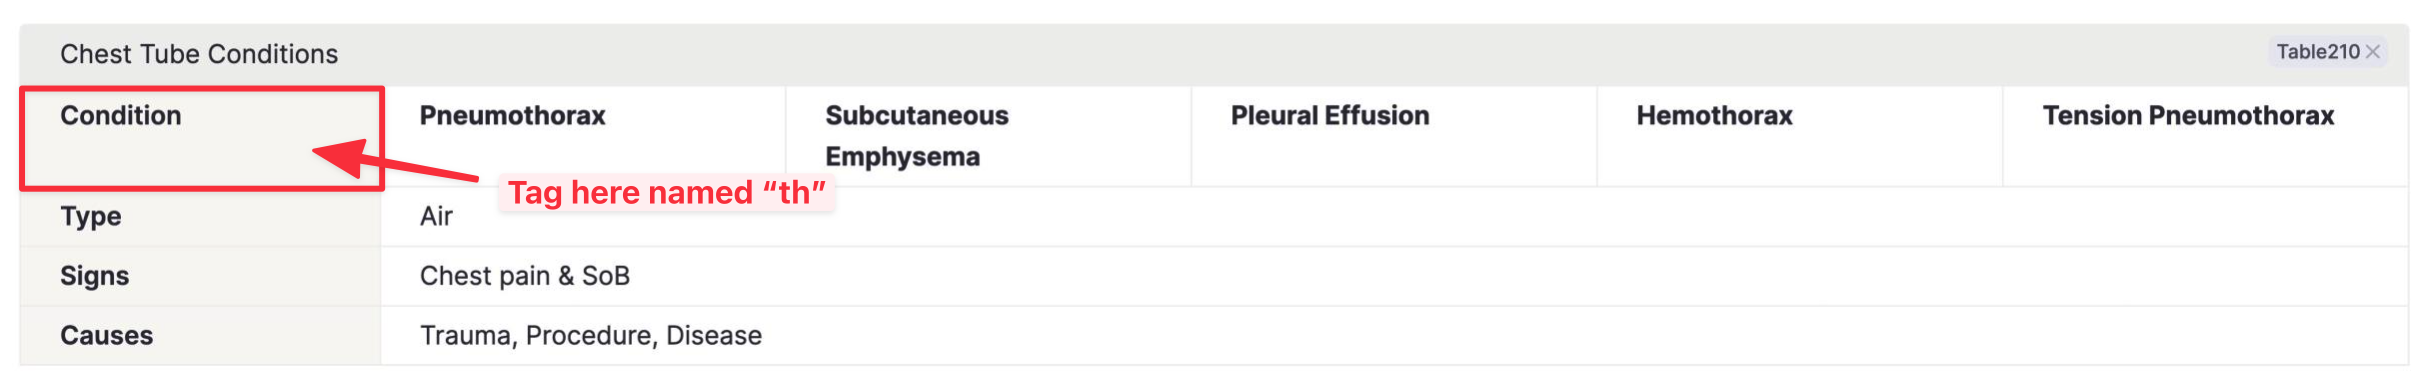 Chest Tube Conditions
Table210
Condition
Pneumothorax
Subcutaneous
Emphysema
Pleural Effusion
Hemothorax
Tension Pneumothorax
Tag here named “th”
Type
Air
Signs
Chest pain & SoB
Causes
Trauma, Procedure, Disease